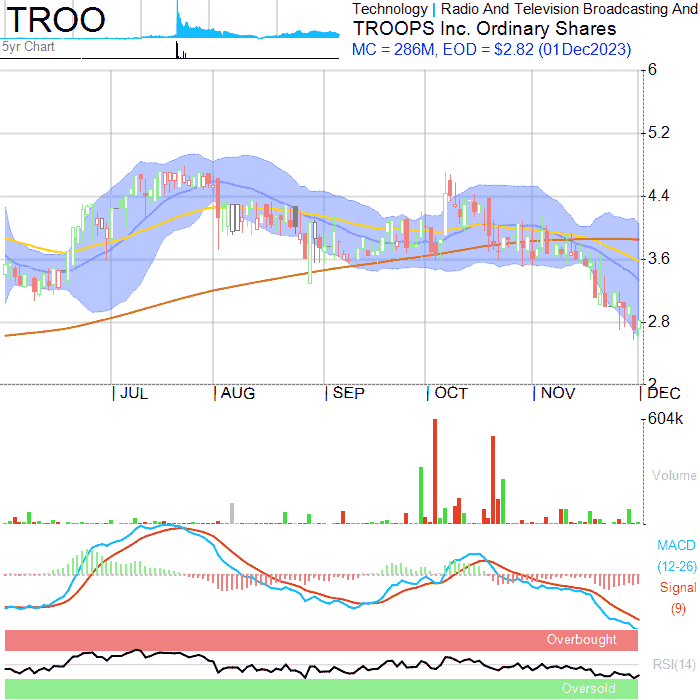 TROO
5yr Chart
Technology | Radio And Television Broadcasting And
TROOPS Inc. Ordinary Shares
MC = 286M, EOD = $2.82 (01Dec2023)
6
5.2
4.4
3.6
2.8
2
JUL AUG SEP OCT NOV DEC
604k
Volume
MACD
(12-26)
Signal
(9)
Overbought
RSI(14)
Oversold